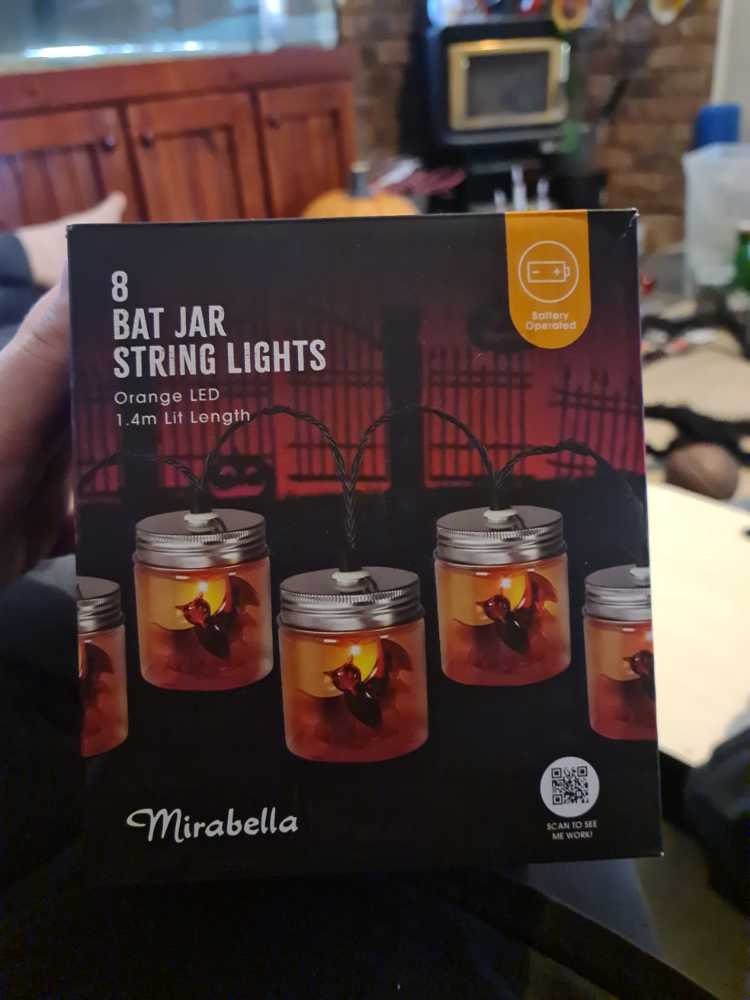 8
BAT JAR
STRING LIGHTS
Orange LED
1.4m Lit Length
Battery
Operated
Mirabella
SCAN TO SEE
ME WORK!